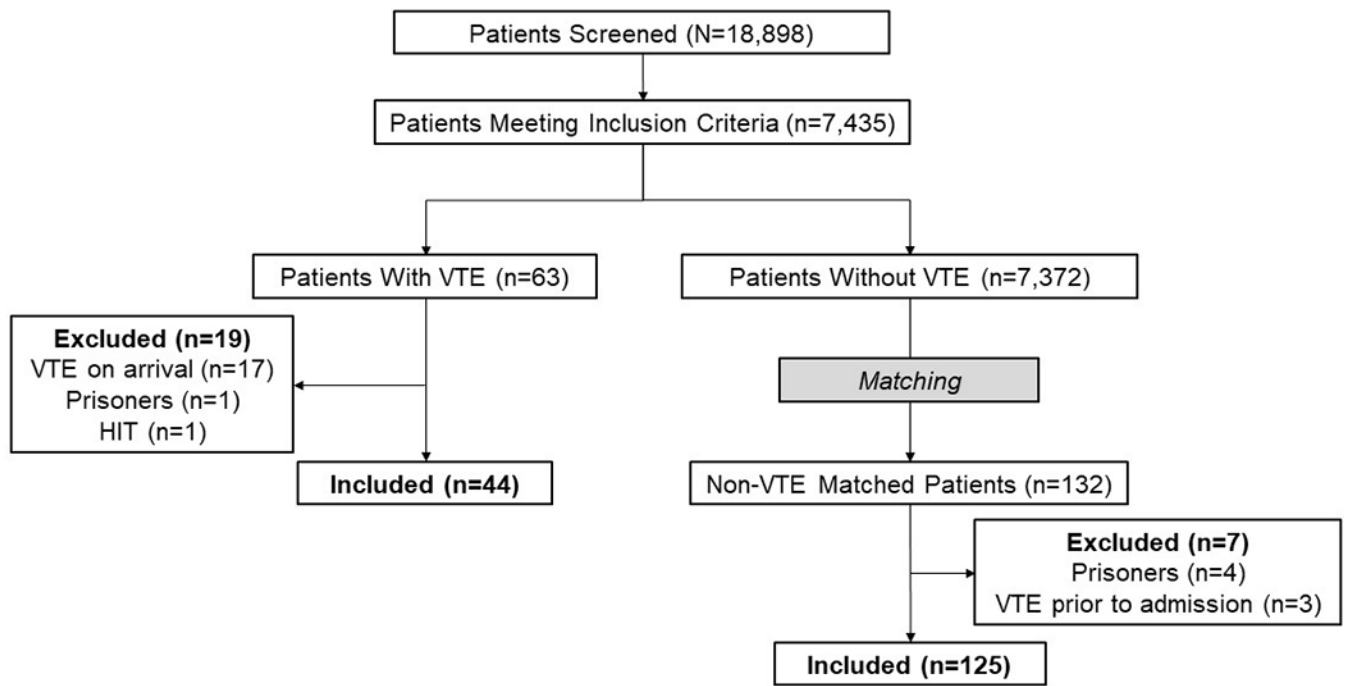 Patients Screened (N=18,898)
Patients Meeting Inclusion Criteria (n=7,435)
Patients With VTE (n=63)
Patients Without VTE (n=7,372)
Excluded (n=19)
VTE on arrival (n=17)
Prisoners (n=1)
HIT (n=1)
Matching
Included (n=44)
Non-VTE Matched Patients (n=132)
Excluded (n=7)
Prisoners (n=4)
VTE prior to admission (n=3)
Included (n=125)